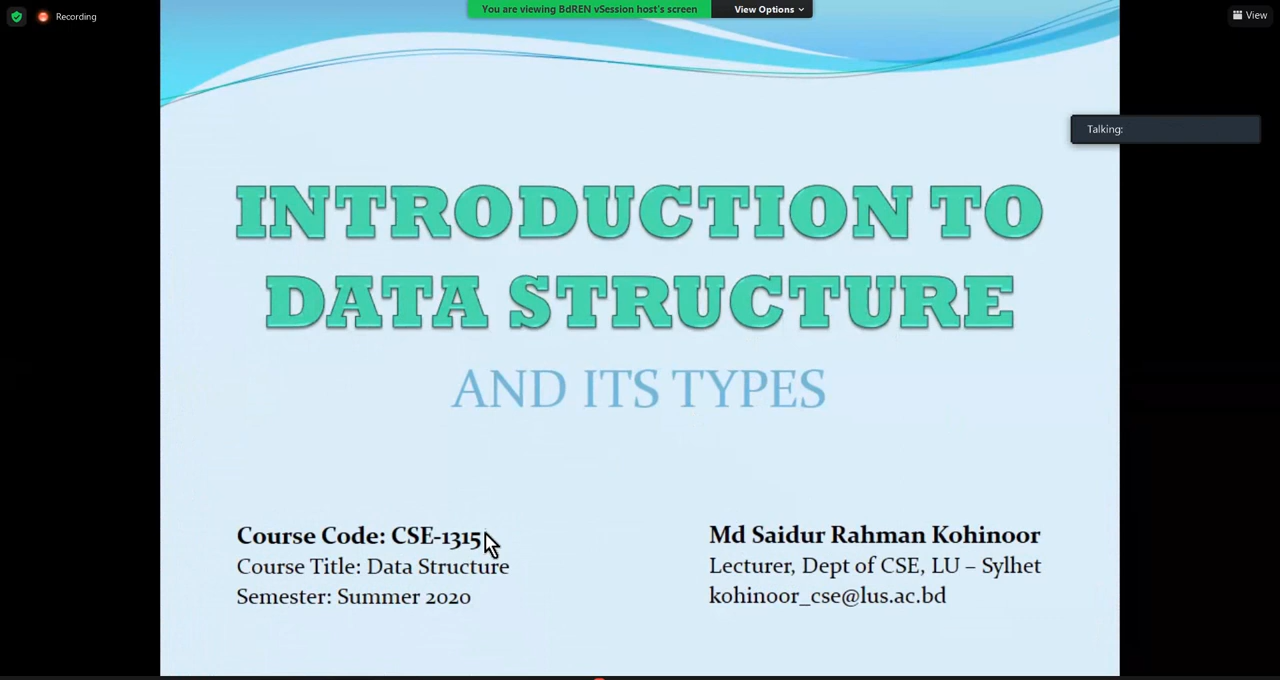 Recording
You are viewing BdREN vSession host's screen
View Options
View
Talking:
INTRODUCTION TO
DATA STRUCTURE
AND ITS TYPES
Course Code: CSE-1315
Course Title: Data Structure
Semester: Summer 2020
Md Saidur Rahman Kohinoor
Lecturer, Dept of CSE, LU – Sylhet
kohinoor_cse@lus.ac.bd